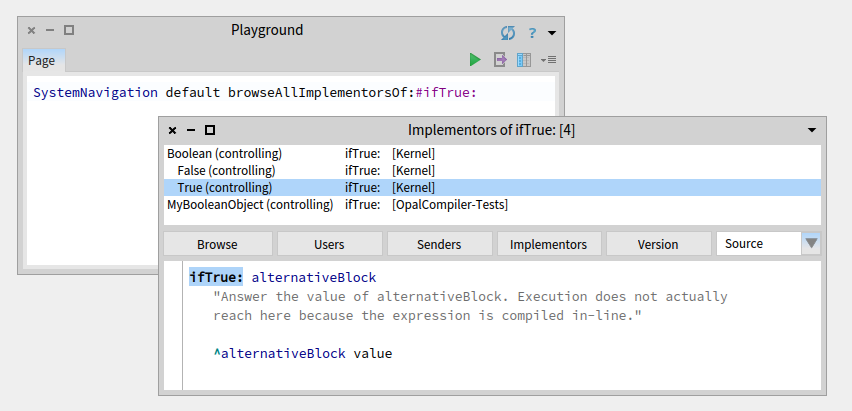 Playground
?
Page
SystemNavigation default browseAllImplementorsOf:#ifTrue:
Implementors of ifTrue: [4]
Boolean (controlling) ifTrue: [Kernel]
False (controlling) ifTrue: [Kernel]
True (controlling) ifTrue: [Kernel]
MyBooleanObject (controlling) ifTrue: [OpalCompiler-Tests]
Browse Users Senders Implementors Version Source
ifTrue: alternativeBlock
"Answer the value of alternativeBlock. Execution does not actually
reach here because the expression is compiled in-line."
^alternativeBlock value